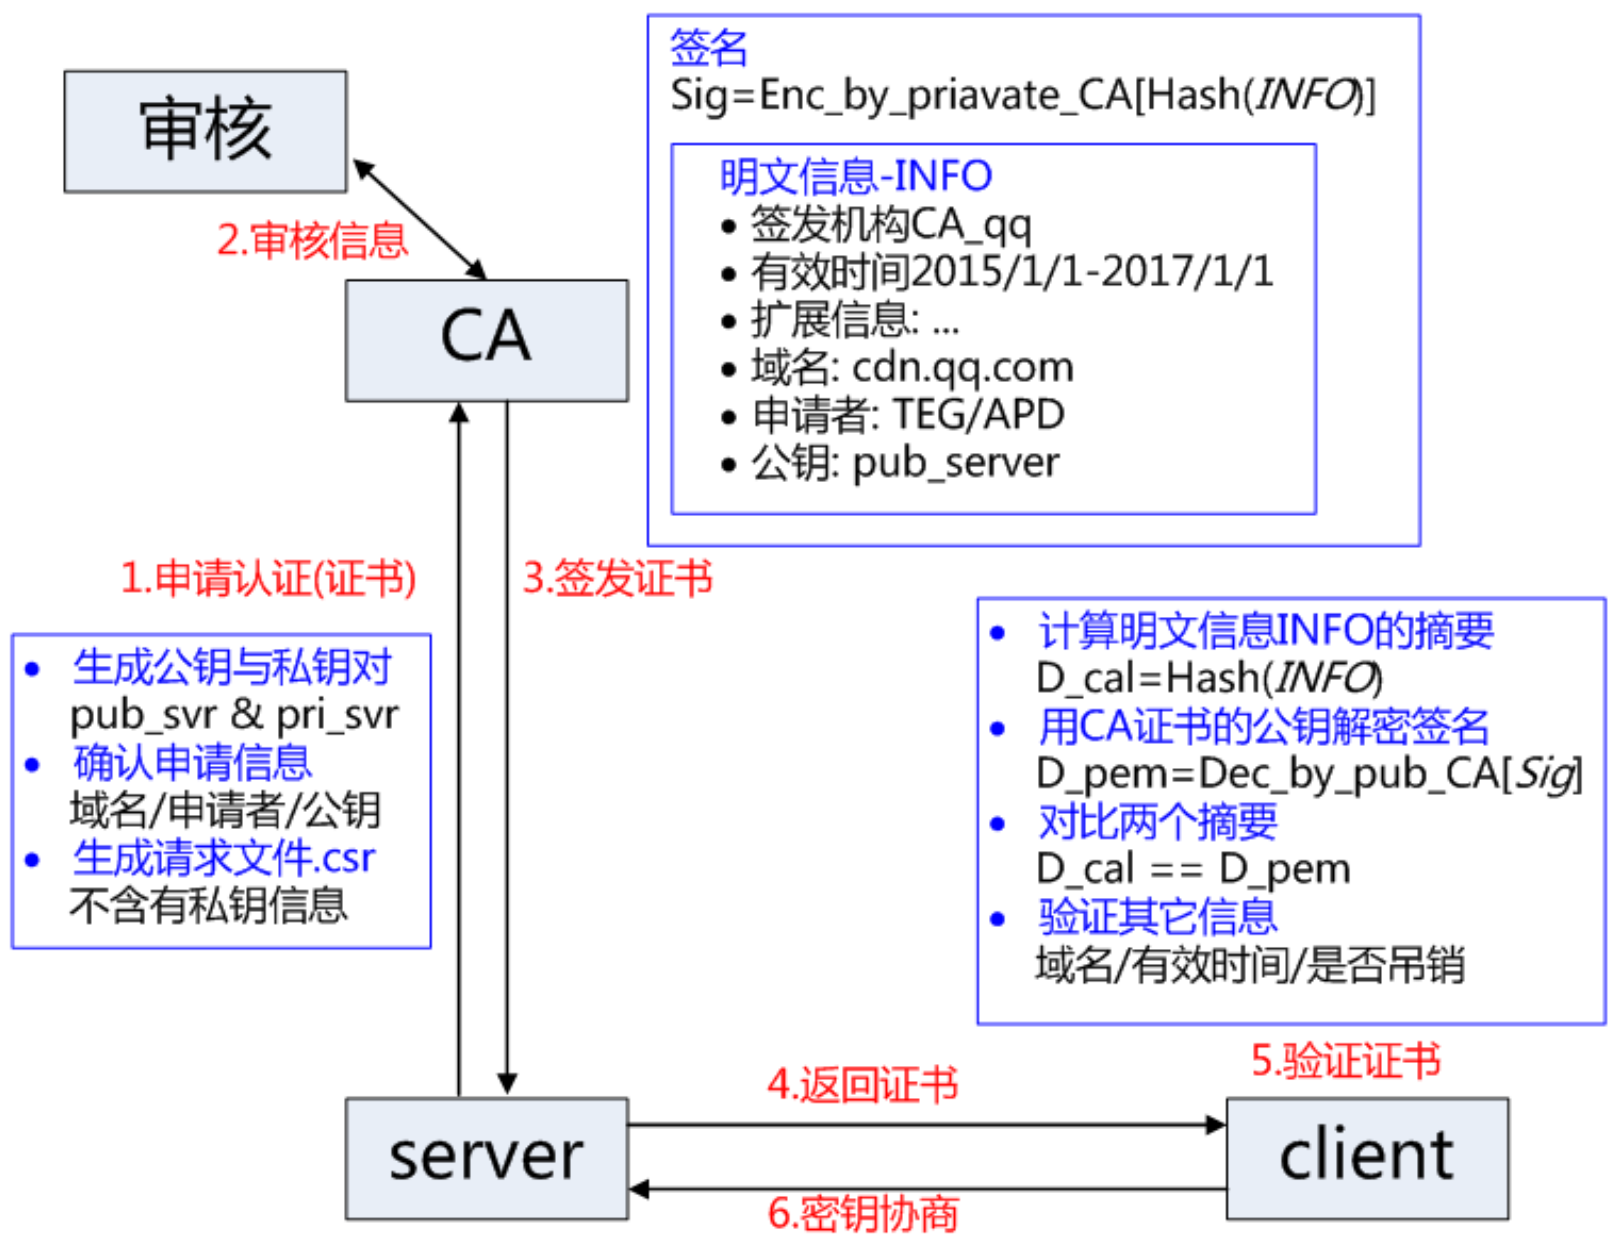 签名
Sig=Enc_by_priavate_CA[Hash(INFO)]
审核
明文信息-INFO
• 签发机构CA_qq
• 有效时间2015/1/1-2017/1/1
• 扩展信息: ...
• 域名: cdn.qq.com
• 申请者: TEG/APD
• 公钥: pub_server
2.审核信息
CA
1.申请认证(证书)
3.签发证书
• 生成公钥与私钥对
pub_svr & pri_svr
• 确认申请信息
域名/申请者/公钥
• 生成请求文件.csr
不含有私钥信息
• 计算明文信息INFO的摘要
D_cal=Hash(INFO)
• 用CA证书的公钥解密签名
D_pem=Dec_by_pub_CA[Sig]
• 对比两个摘要
D_cal == D_pem
• 验证其它信息
域名/有效时间/是否吊销
5.验证证书
4.返回证书
server
client
6.密钥协商